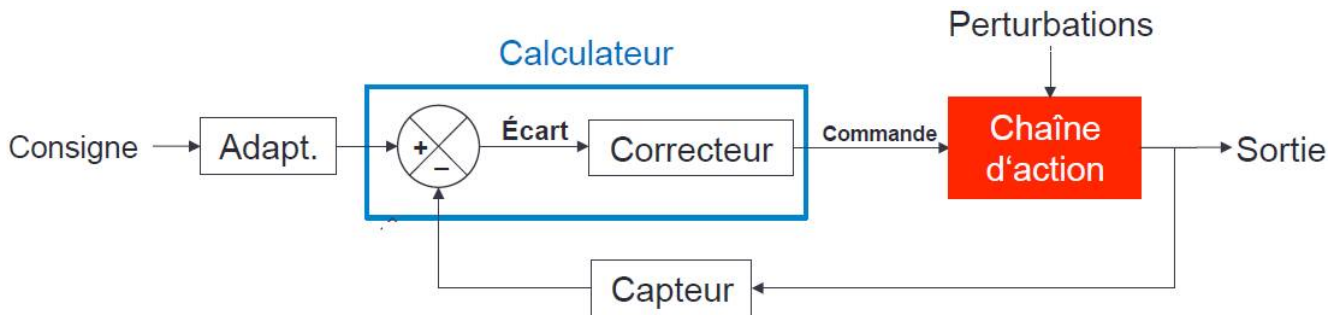 Perturbations
Calculateur
Consigne
Adapt.
+
−
Écart
Correcteur
Commande
Chaîne
d'action
Sortie
Capteur